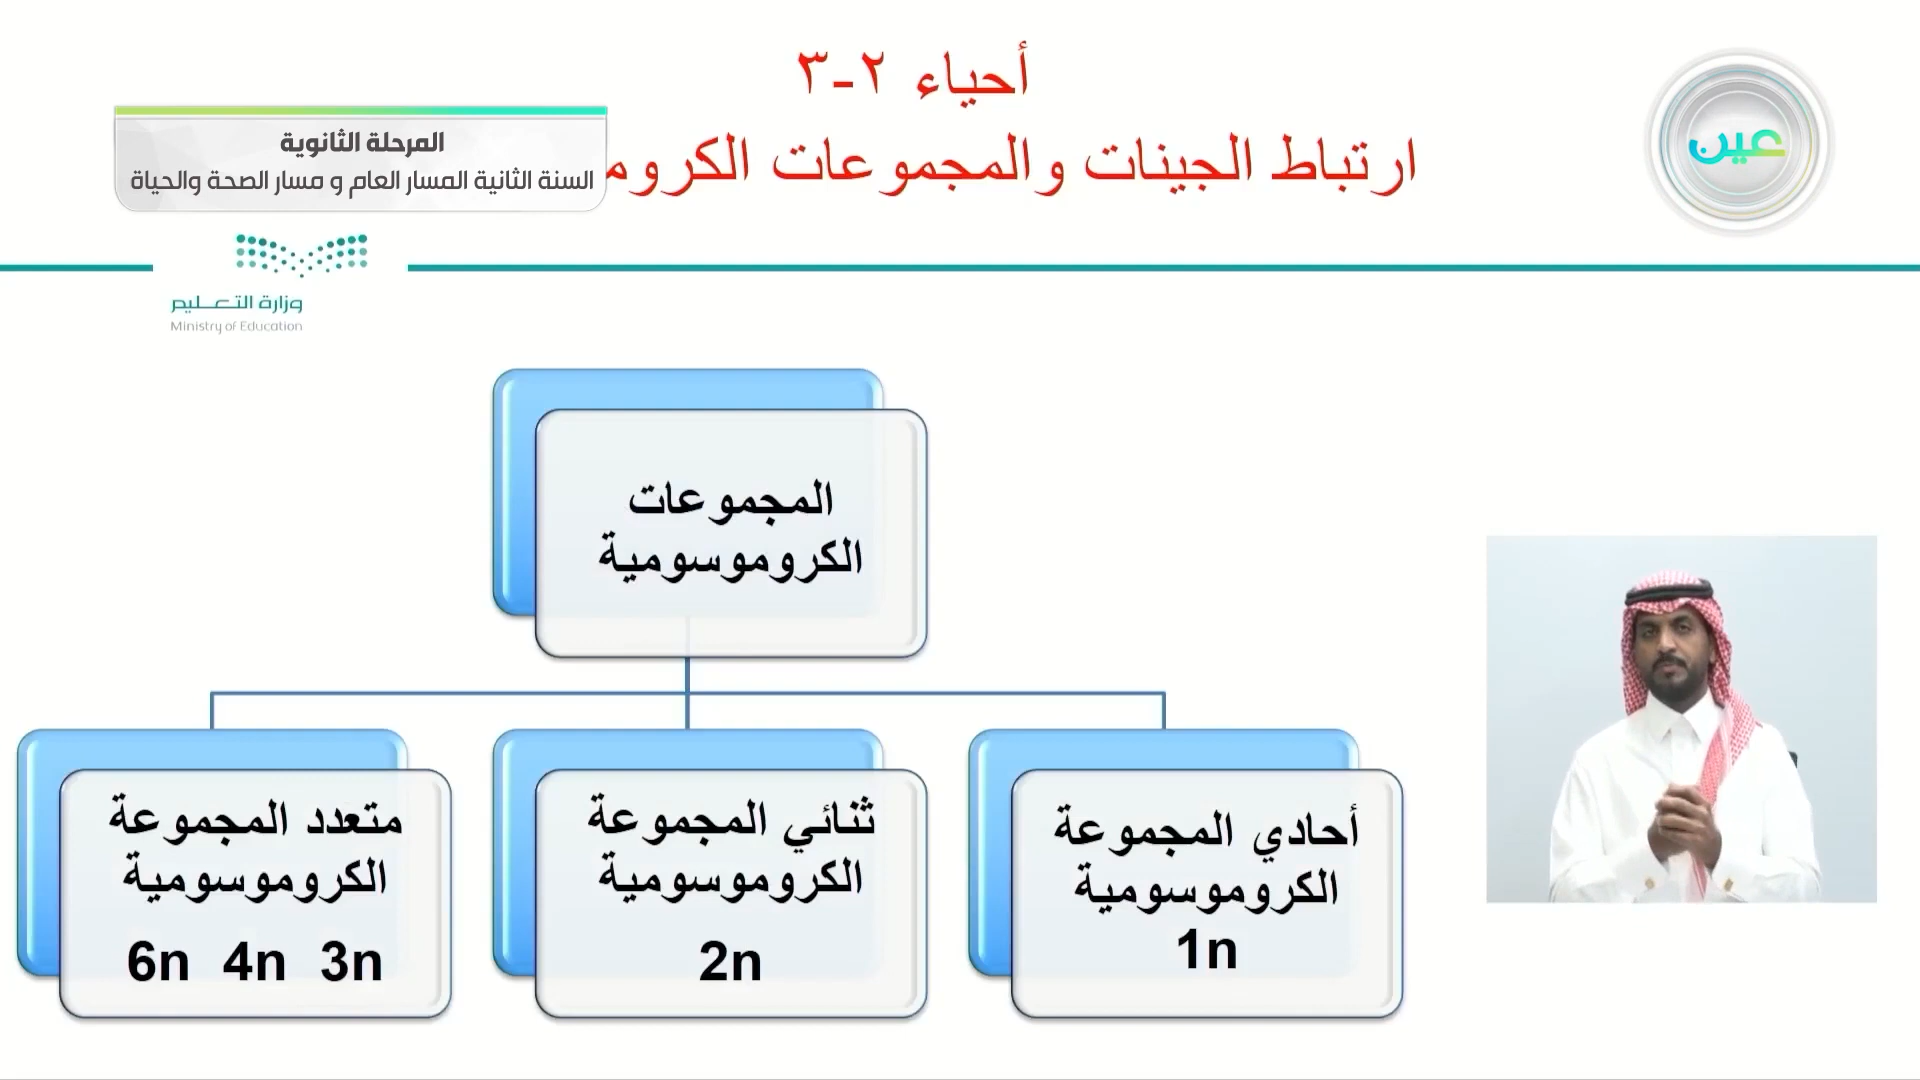 أحياء ٢-٣
ارتباط الجينات والمجموعات
عين
المرحلة الثانوية
السنة الثانية المسار العام و مسار الصحة والحياة
وزارة التعليم
Ministry of Education
المجموعات
الكروموسومية
أحادي المجموعة
الكروموسومية
1n
ثنائي المجموعة
الكروموسومية
2n
متعدد المجموعة
الكروموسومية
6n 4n 3n